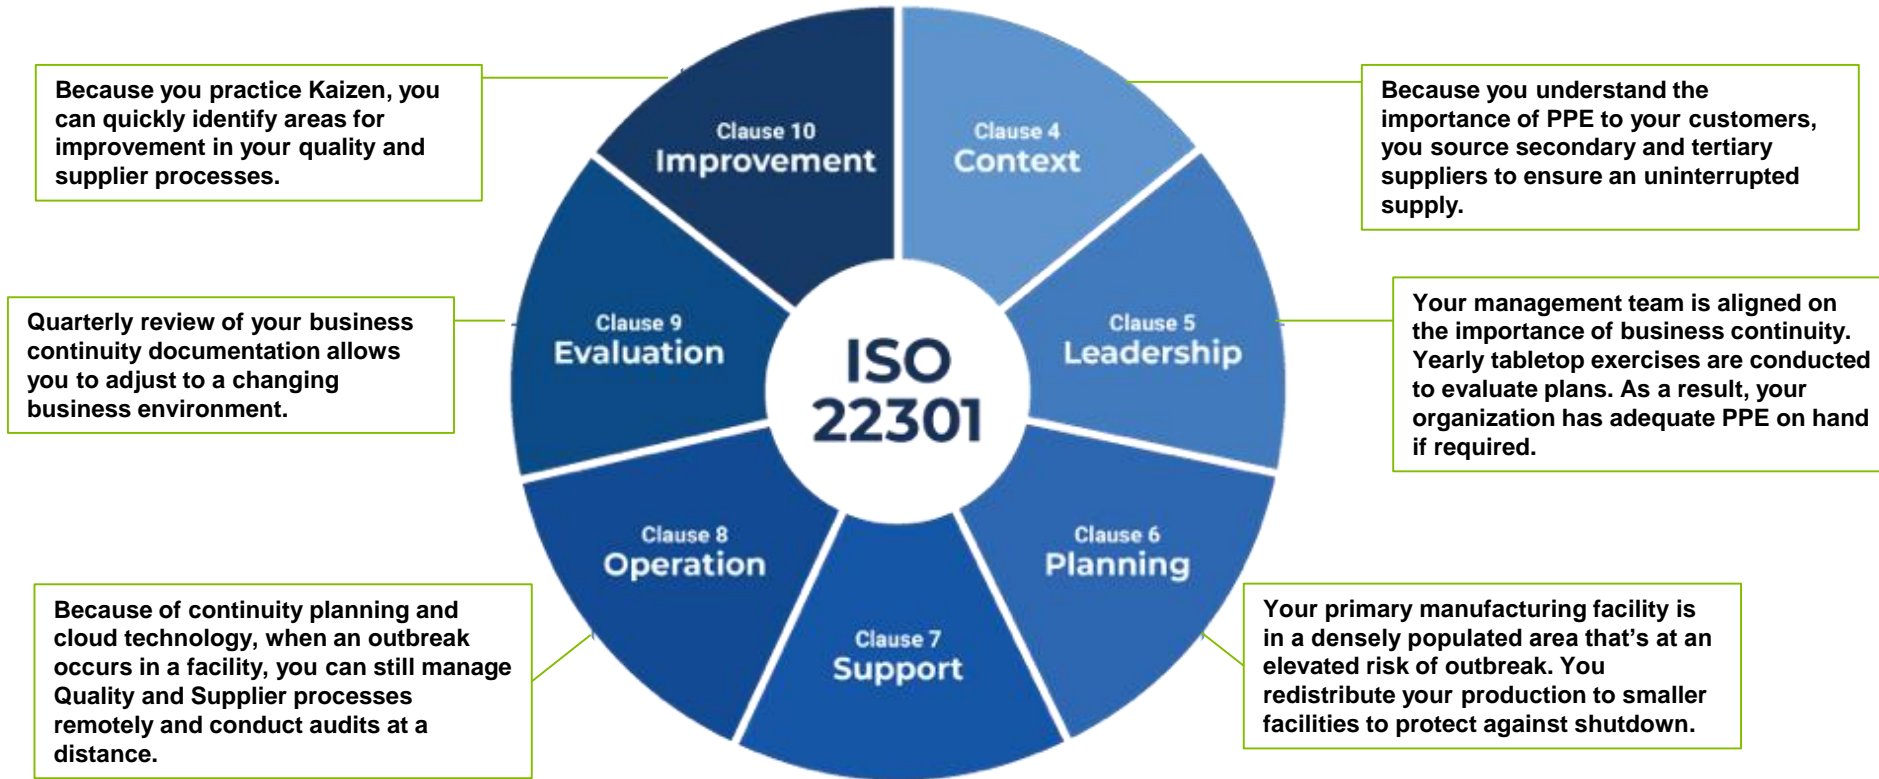 Because you practice Kaizen, you
can quickly identify areas for
improvement in your quality and
supplier processes.
Clause 10
Improvement
Clause 4
Context
Because you understand the
importance of PPE to your customers,
you source secondary and tertiary
suppliers to ensure an uninterrupted
supply.
Quarterly review of your business
continuity documentation allows
you to adjust to a changing
business environment.
Clause 9
Evaluation
ISO
22301
Clause 5
Leadership
Your management team is aligned on
the importance of business continuity.
Yearly tabletop exercises are conducted
to evaluate plans. As a result, your
organization has adequate PPE on hand
if required.
Clause 8
Operation
Clause 6
Planning
Because of continuity planning and
cloud technology, when an outbreak
occurs in a facility, you can still manage
Quality and Supplier processes
remotely and conduct audits at a
distance.
Clause 7
Support
Your primary manufacturing facility is
in a densely populated area that's at an
elevated risk of outbreak. You
redistribute your production to smaller
facilities to protect against shutdown.